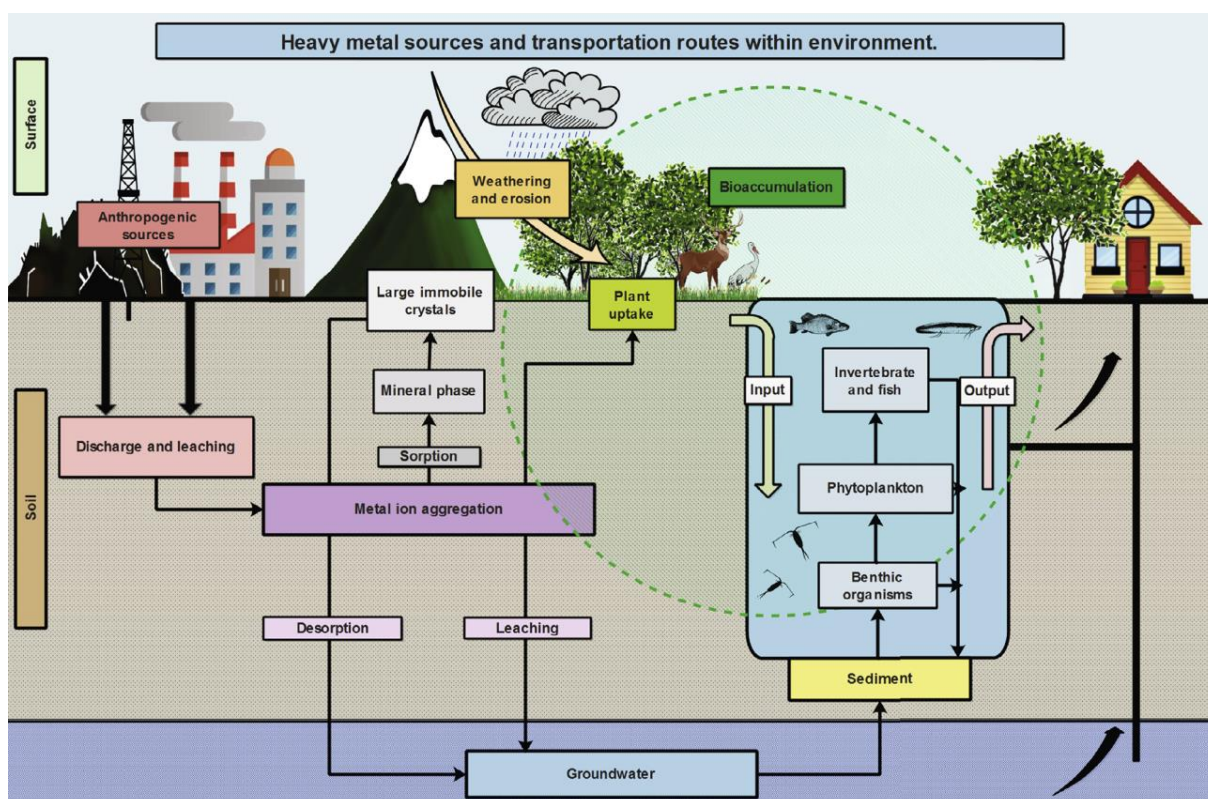 Heavy metal sources and transportation routes within environment.
Surface
Anthropogenic
sources
Weathering
and erosion
Bioaccumulation
Large immobile
crystals
Plant
uptake
Mineral phase
Sorption
Discharge and leaching
Metal ion aggregation
Input
Invertebrate
and fish
Output
Phytoplankton
Benthic
organisms
Soil
Desorption
Leaching
Sediment
Groundwater